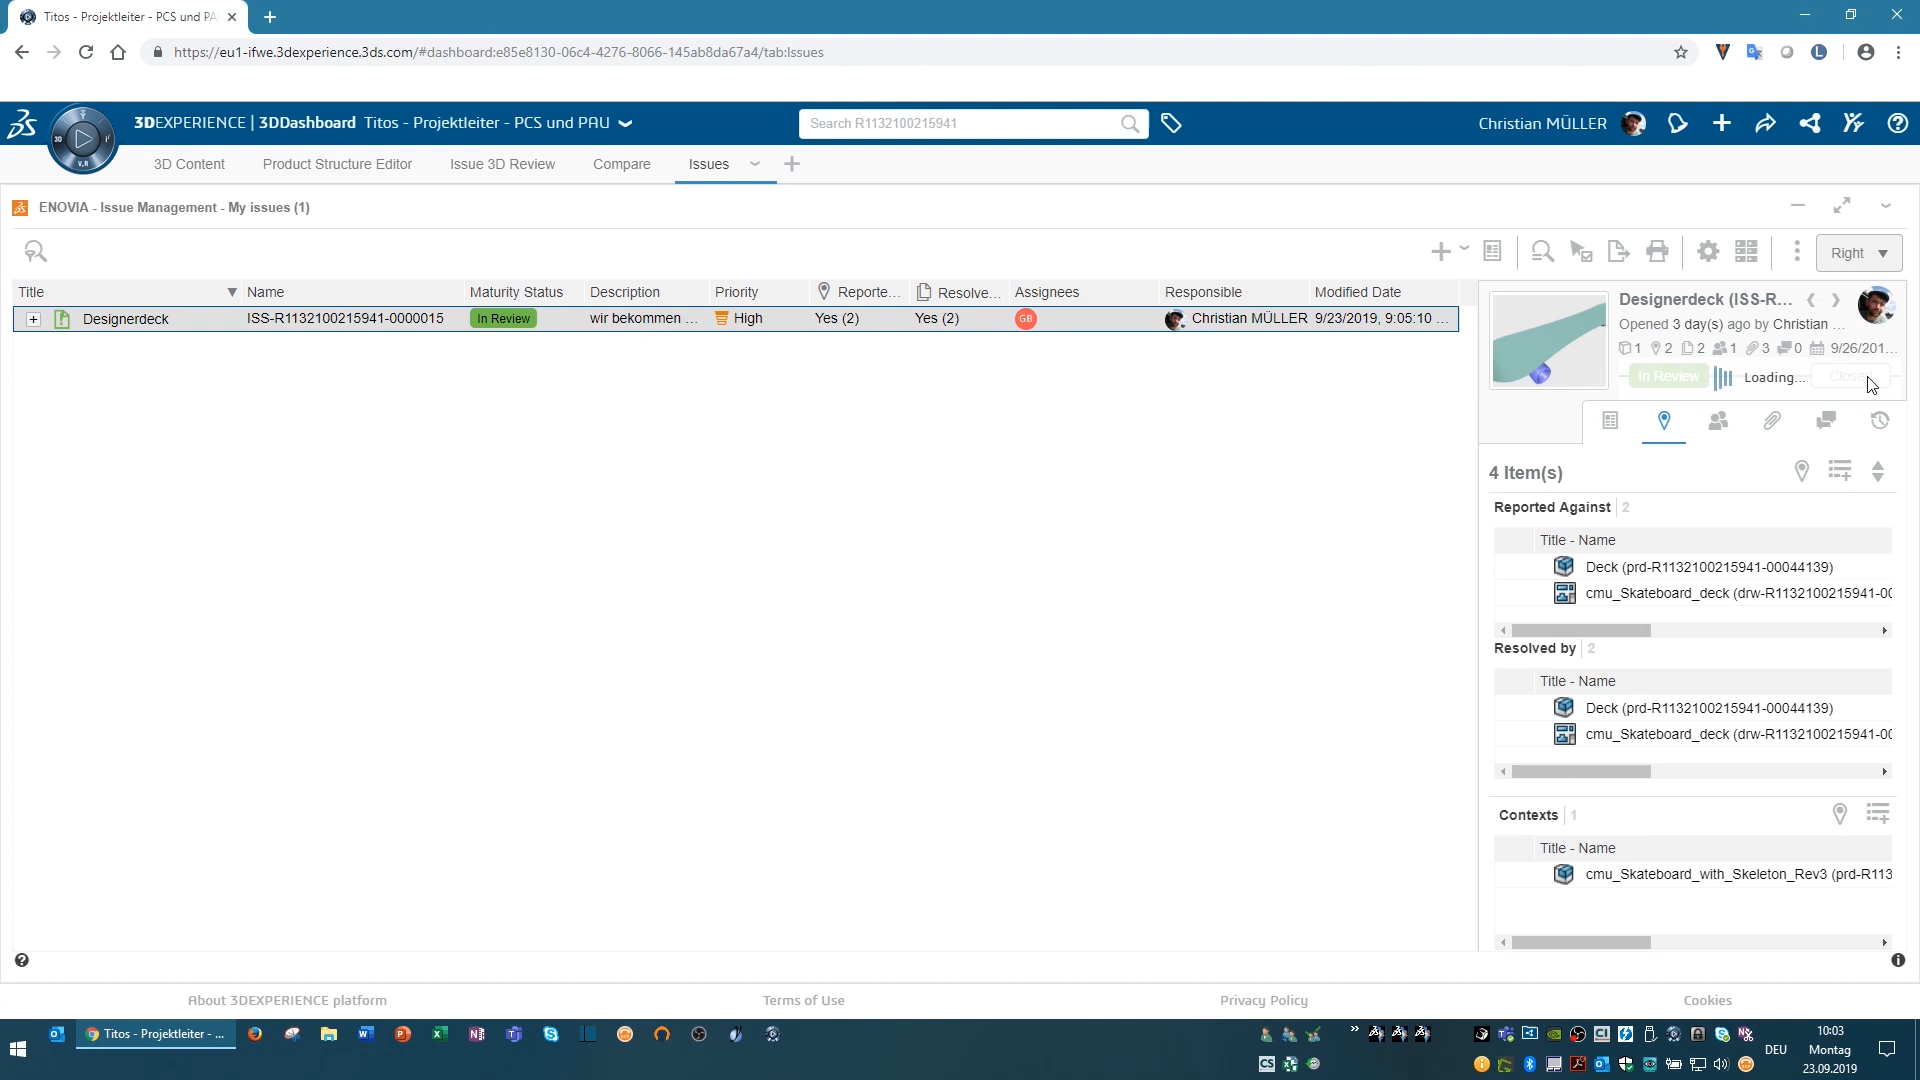 Titos - Projektleiter - PCS und PA
https://eu1-ifwe.3dexperience.3ds.com/#dashboard:e85e8130-06c4-4276-8066-145ab8da67a4/tab:Issues
L
3DEXPERIENCE | 3DDashboard Titos - Projektleiter - PCS und PAU
Search R1132100215941
Christian MÜLLER
3D
V.R
3D Content
Product Structure Editor
Issue 3D Review
Compare
Issues
ENOVIA - Issue Management - My issues (1)
Right
Title
Name
Maturity Status
Description
Priority
Reporte...
Resolve...
Assignees
Responsible
Modified Date
Designerdeck
ISS-R1132100215941-0000015
In Review
wir bekommen ...
High
Yes (2)
Yes (2)
GB
Christian MÜLLER
9/23/2019, 9:05:10 ...
Designerdeck (ISS-R...
Opened 3 day(s) ago by Christian ...
1 2 2 1 3 0 9/26/201...
In Review
Loading...
4 Item(s)
Reported Against 2
Title - Name
Deck (prd-R1132100215941-00044139)
cmu_Skateboard_deck (drw-R1132100215941-00
Resolved by 2
Title - Name
Deck (prd-R1132100215941-00044139)
cmu_Skateboard_deck (drw-R1132100215941-00
Contexts 1
Title - Name
cmu_Skateboard_with_Skeleton_Rev3 (prd-R113
About 3DEXPERIENCE platform
Terms of Use
Privacy Policy
Cookies
Titos - Projektleiter - ...
DEU
10:03
Montag
23.09.2019